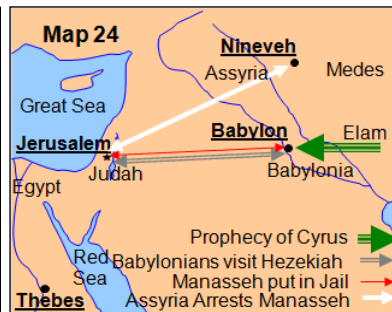 Map 24
Nineveh
Assyria
Medes
Great Sea
Jerusalem
Babylon
Elam
Judah
Babylonia
Egypt
Prophecy of Cyrus
Red
Sea
Babylonians visit Hezekiah
Manasseh put in Jail
Thebes
Assyria Arrests Manasseh